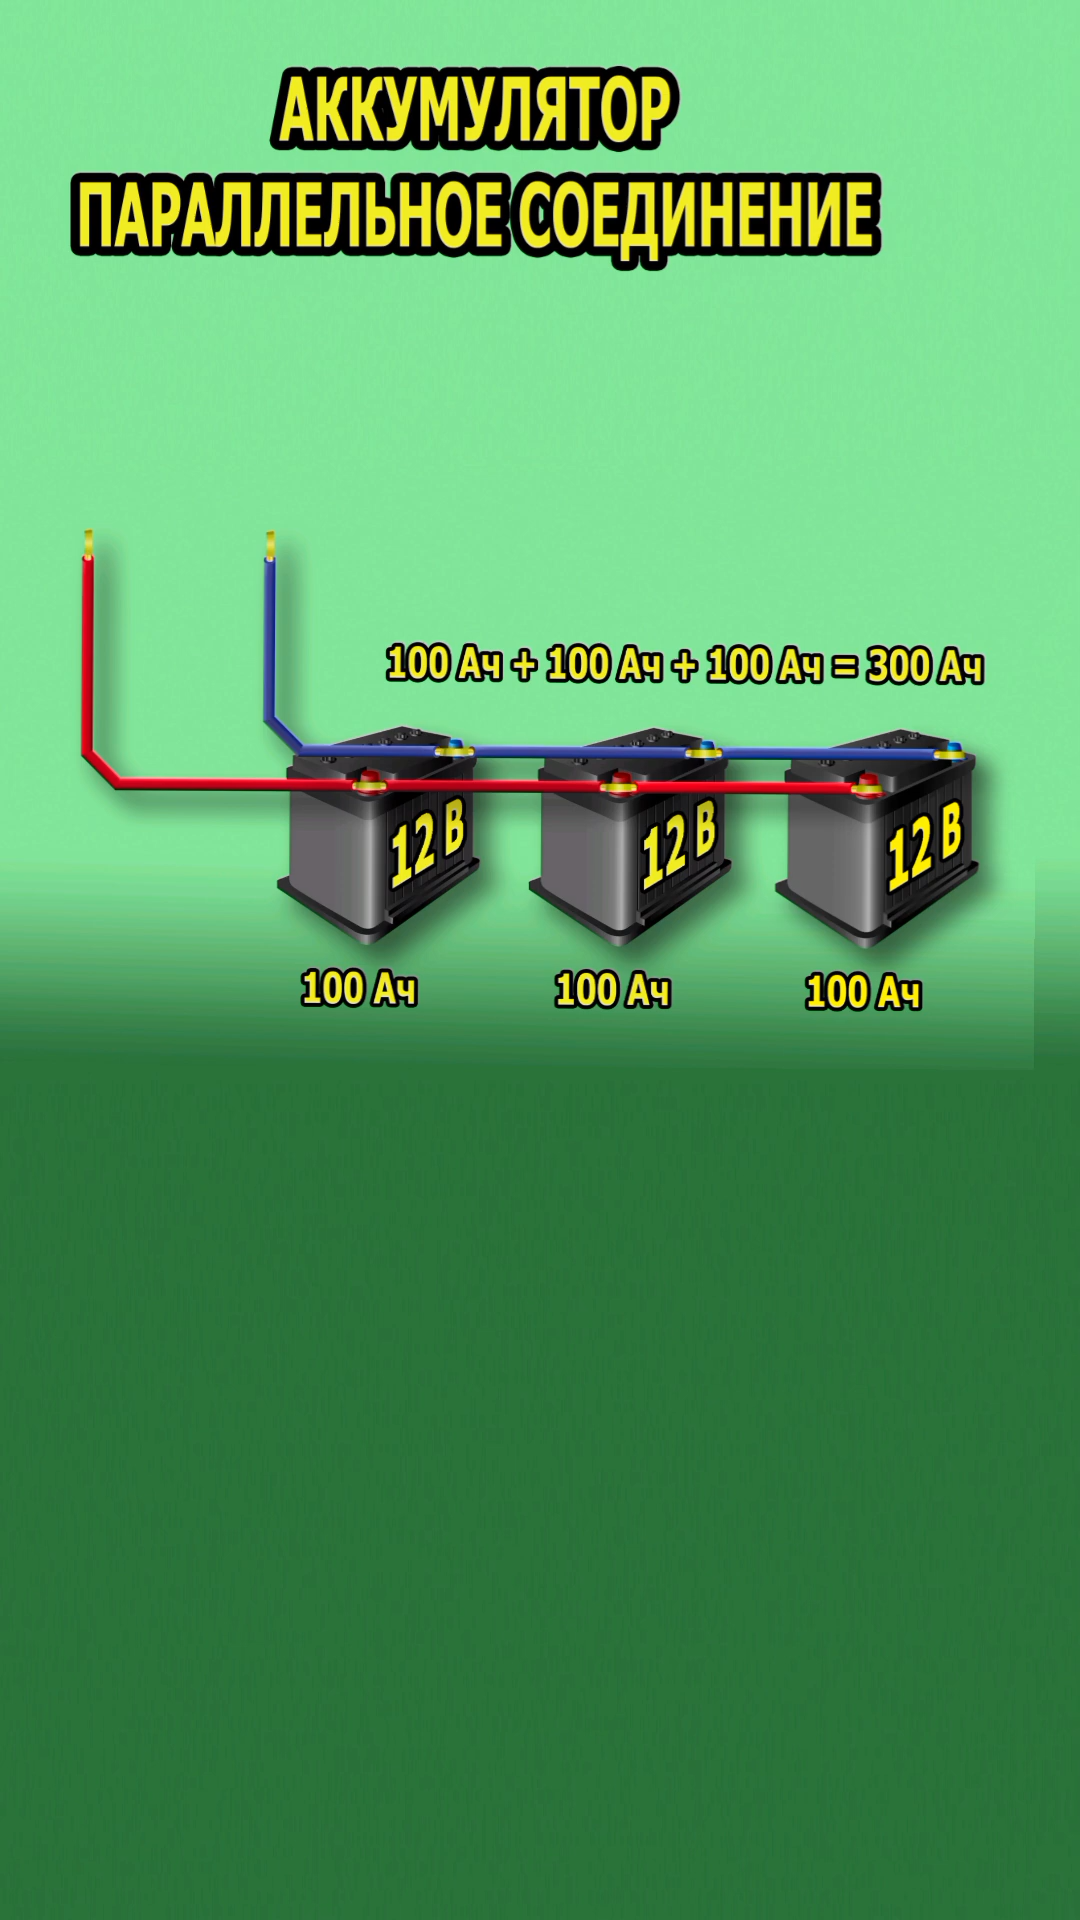 АККУМУЛЯТОР
ПАРАЛЛЕЛЬНОЕ СОЕДИНЕНИЕ
100 Ач + 100 Ач + 100 Ач = 300 Ач
12 В 12 В 12 В
100 Ач 100 Ач 100 Ач